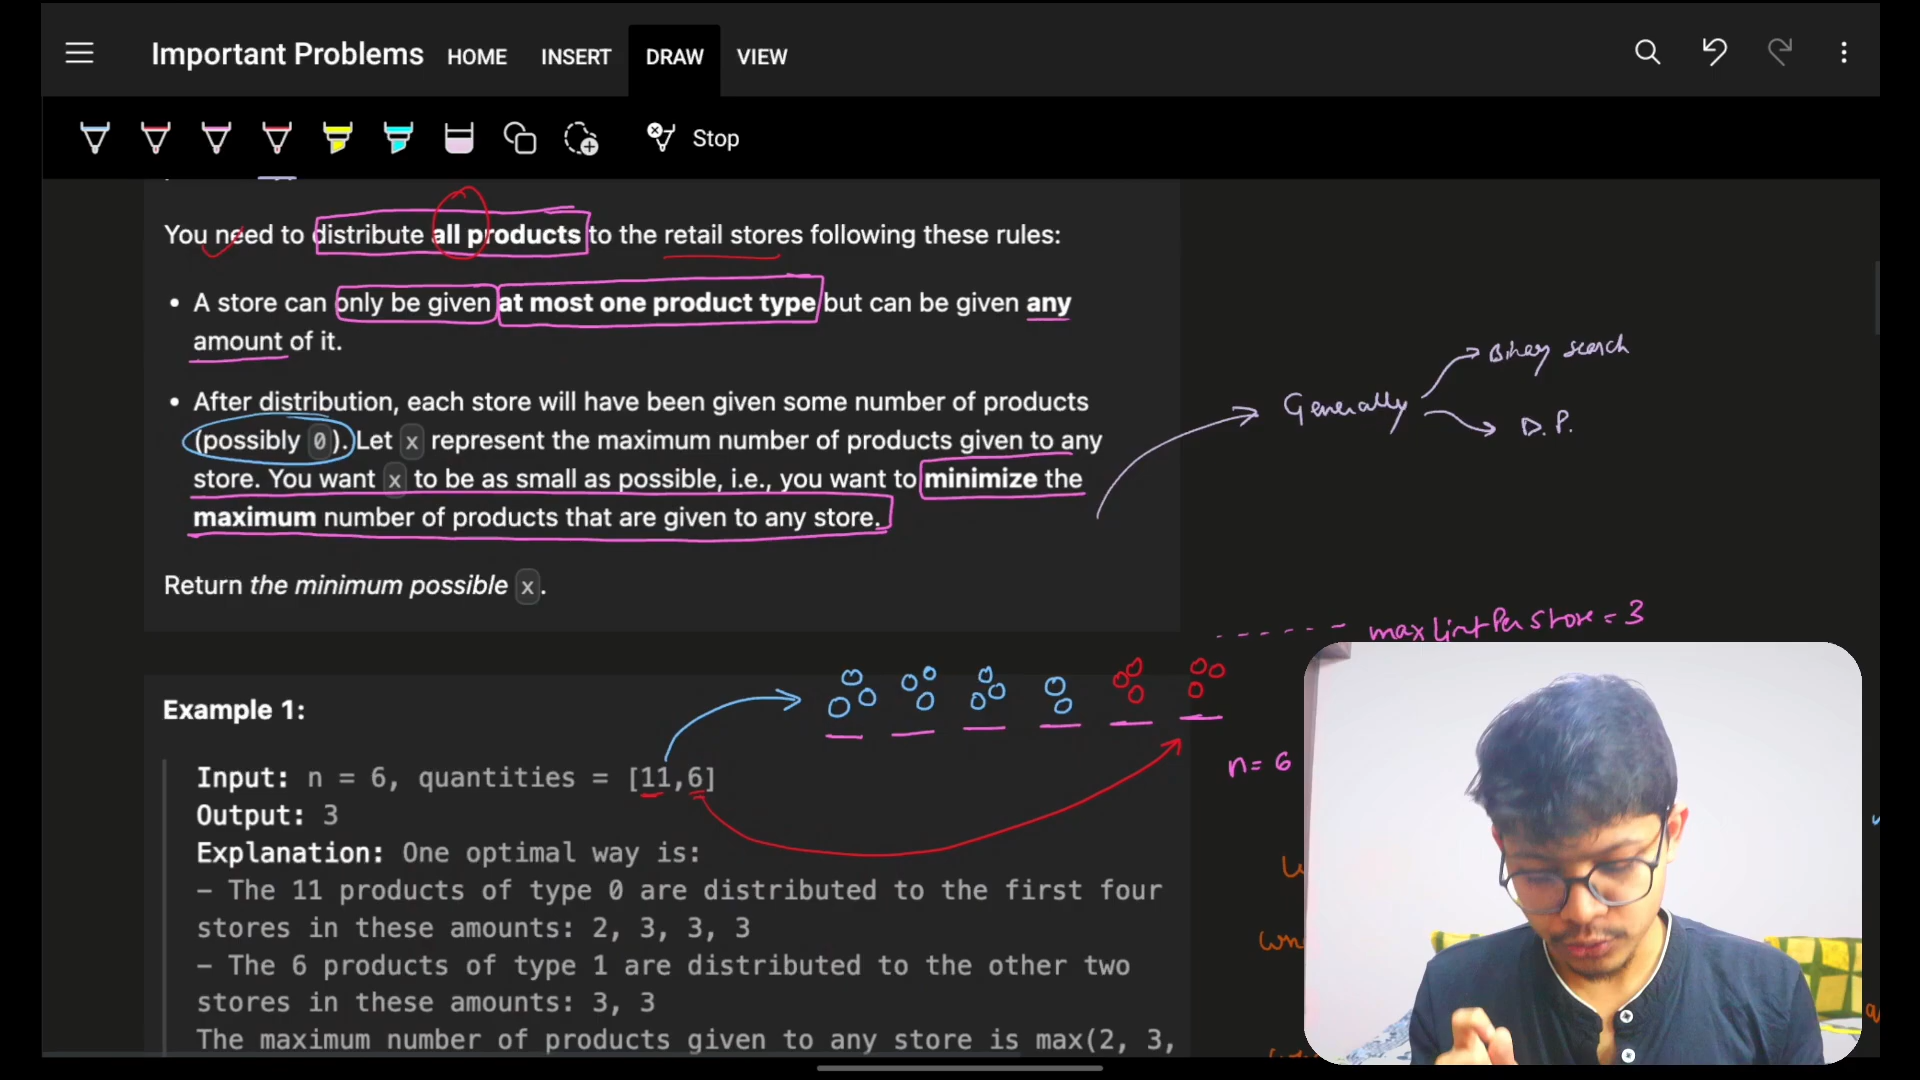 Important Problems HOME INSERT DRAW VIEW
Stop
You need to distribute all products to the retail stores following these rules:
• A store can only be given at most one product type but can be given any
amount of it.
• After distribution, each store will have been given some number of products
(possibly 0). Let x represent the maximum number of products given to any
store. You want x to be as small as possible, i.e., you want to minimize the
maximum number of products that are given to any store.
Return the minimum possible x.
Generally
Binary search
D.P.
Example 1:
Input: n = 6, quantities = [11,6]
Output: 3
Explanation: One optimal way is:
– The 11 products of type 0 are distributed to the first four
stores in these amounts: 2, 3, 3, 3
– The 6 products of type 1 are distributed to the other two
stores in these amounts: 3, 3
The maximum number of products given to any store is max(2, 3,
= 3
n= 6